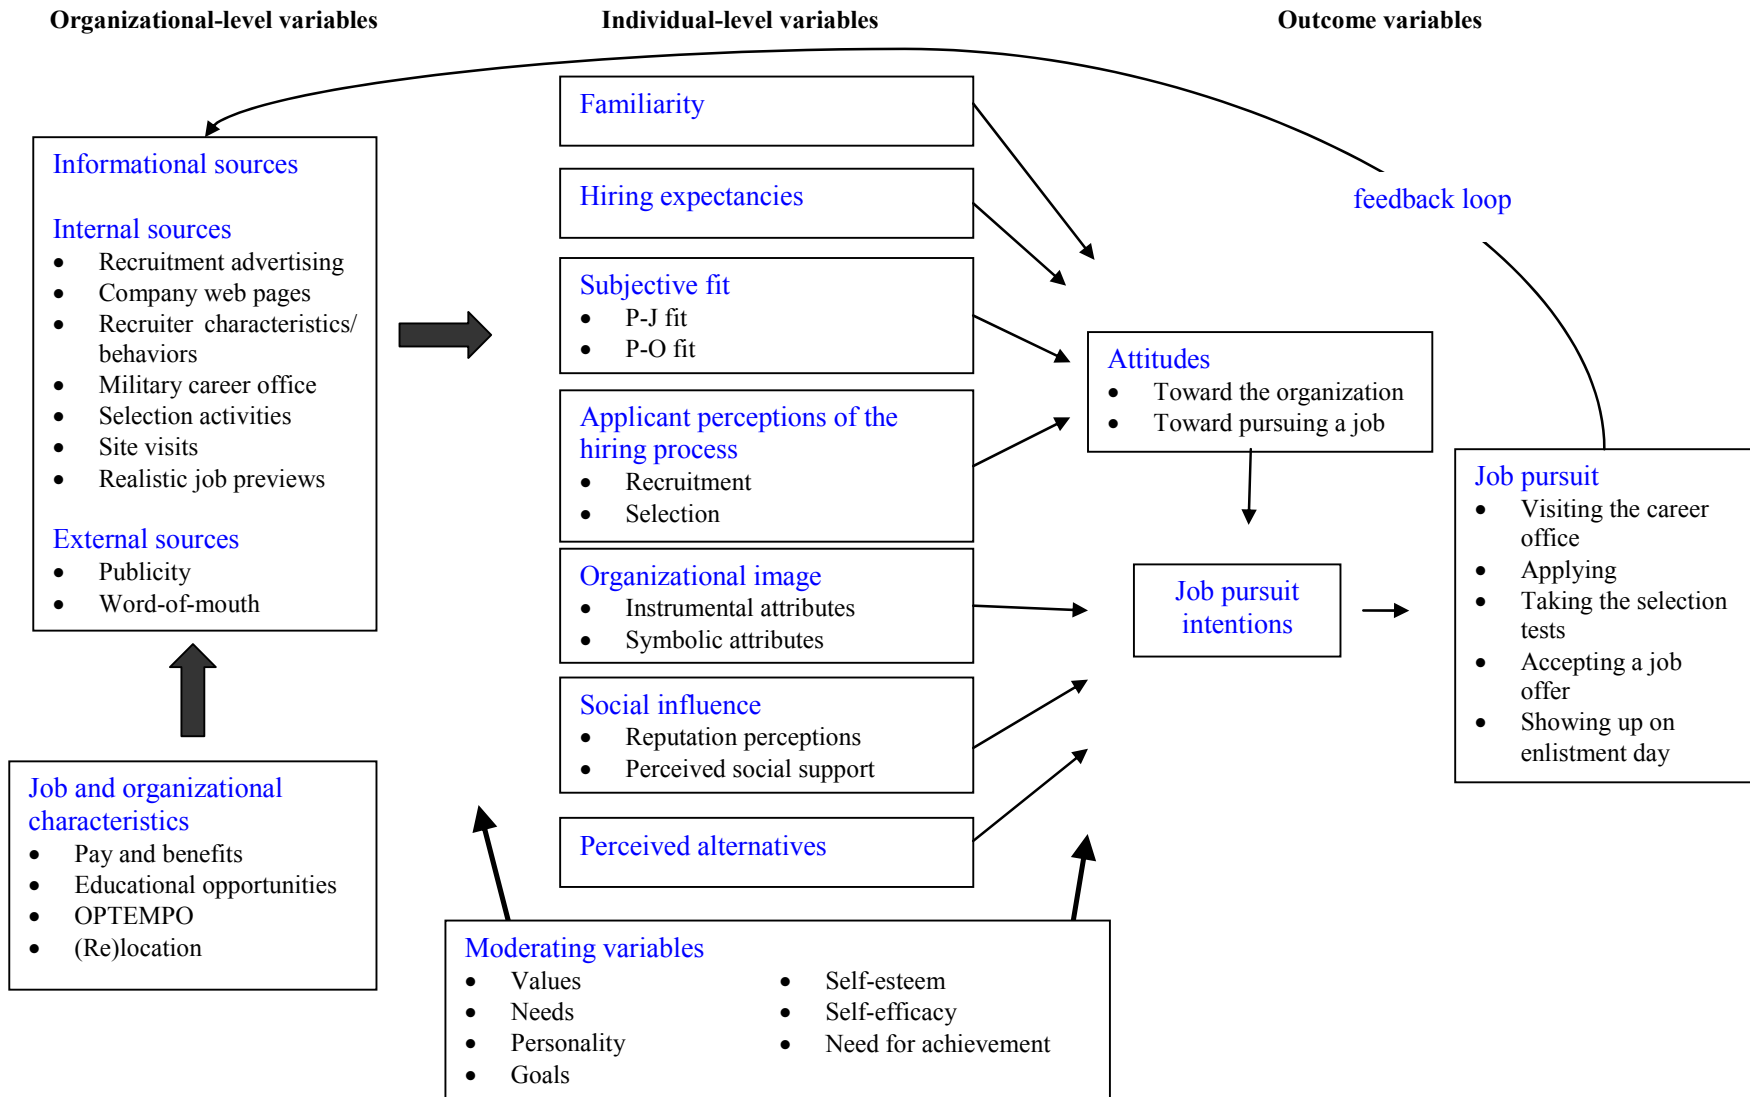 Organizational-level variables
Individual-level variables
Outcome variables
Informational sources
Internal sources
• Recruitment advertising
• Company web pages
• Recruiter characteristics/
behaviors
• Military career office
• Selection activities
• Site visits
• Realistic job previews
External sources
• Publicity
• Word-of-mouth
Job and organizational
characteristics
• Pay and benefits
• Educational opportunities
• OPTEMPO
• (Re)location
Familiarity
Hiring expectancies
Subjective fit
• P-J fit
• P-O fit
Applicant perceptions of the
hiring process
• Recruitment
• Selection
Organizational image
• Instrumental attributes
• Symbolic attributes
Social influence
• Reputation perceptions
• Perceived social support
Perceived alternatives
Moderating variables
• Values
• Needs
• Personality
• Goals
• Self-esteem
• Self-efficacy
• Need for achievement
feedback loop
Attitudes
• Toward the organization
• Toward pursuing a job
Job pursuit
intentions
Job pursuit
• Visiting the career
office
• Applying
• Taking the selection
tests
• Accepting a job
offer
• Showing up on
enlistment day